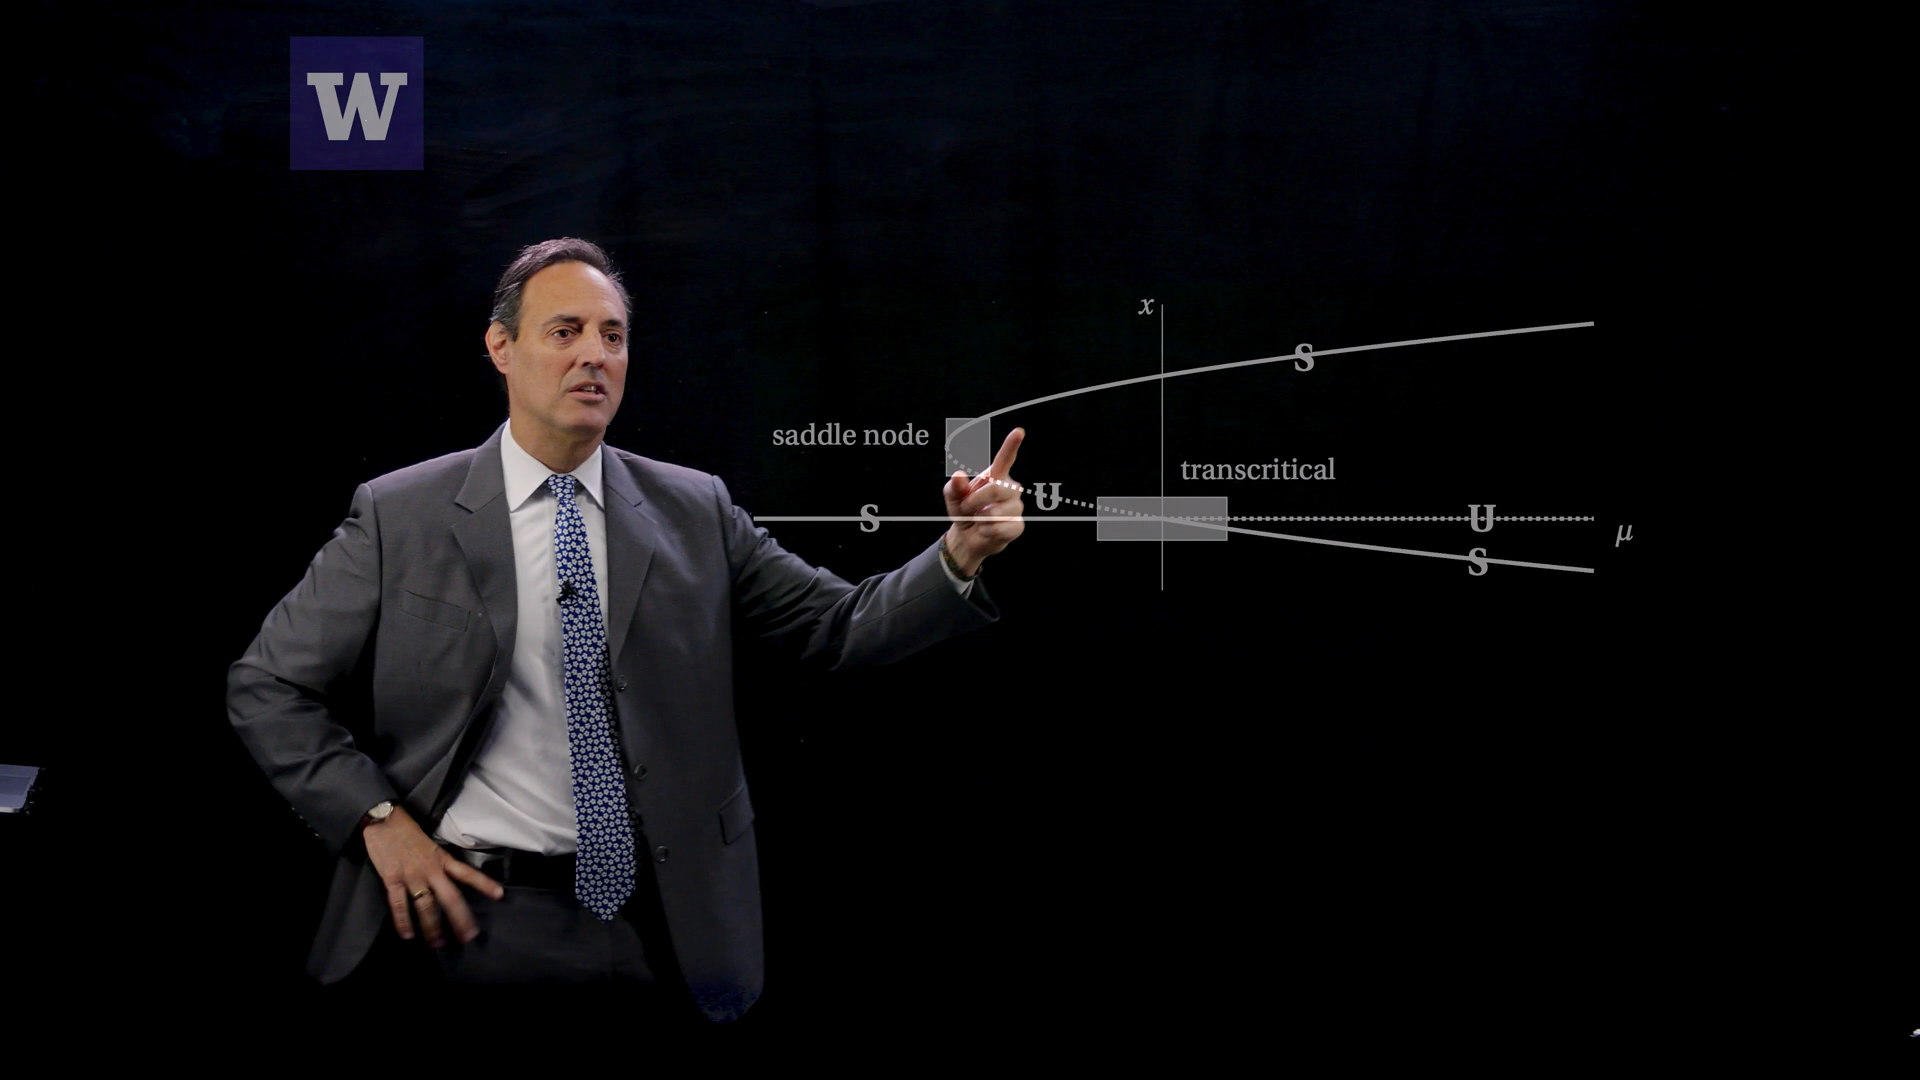 W
x
S
saddle node
transcritical
U
S
U
μ
S